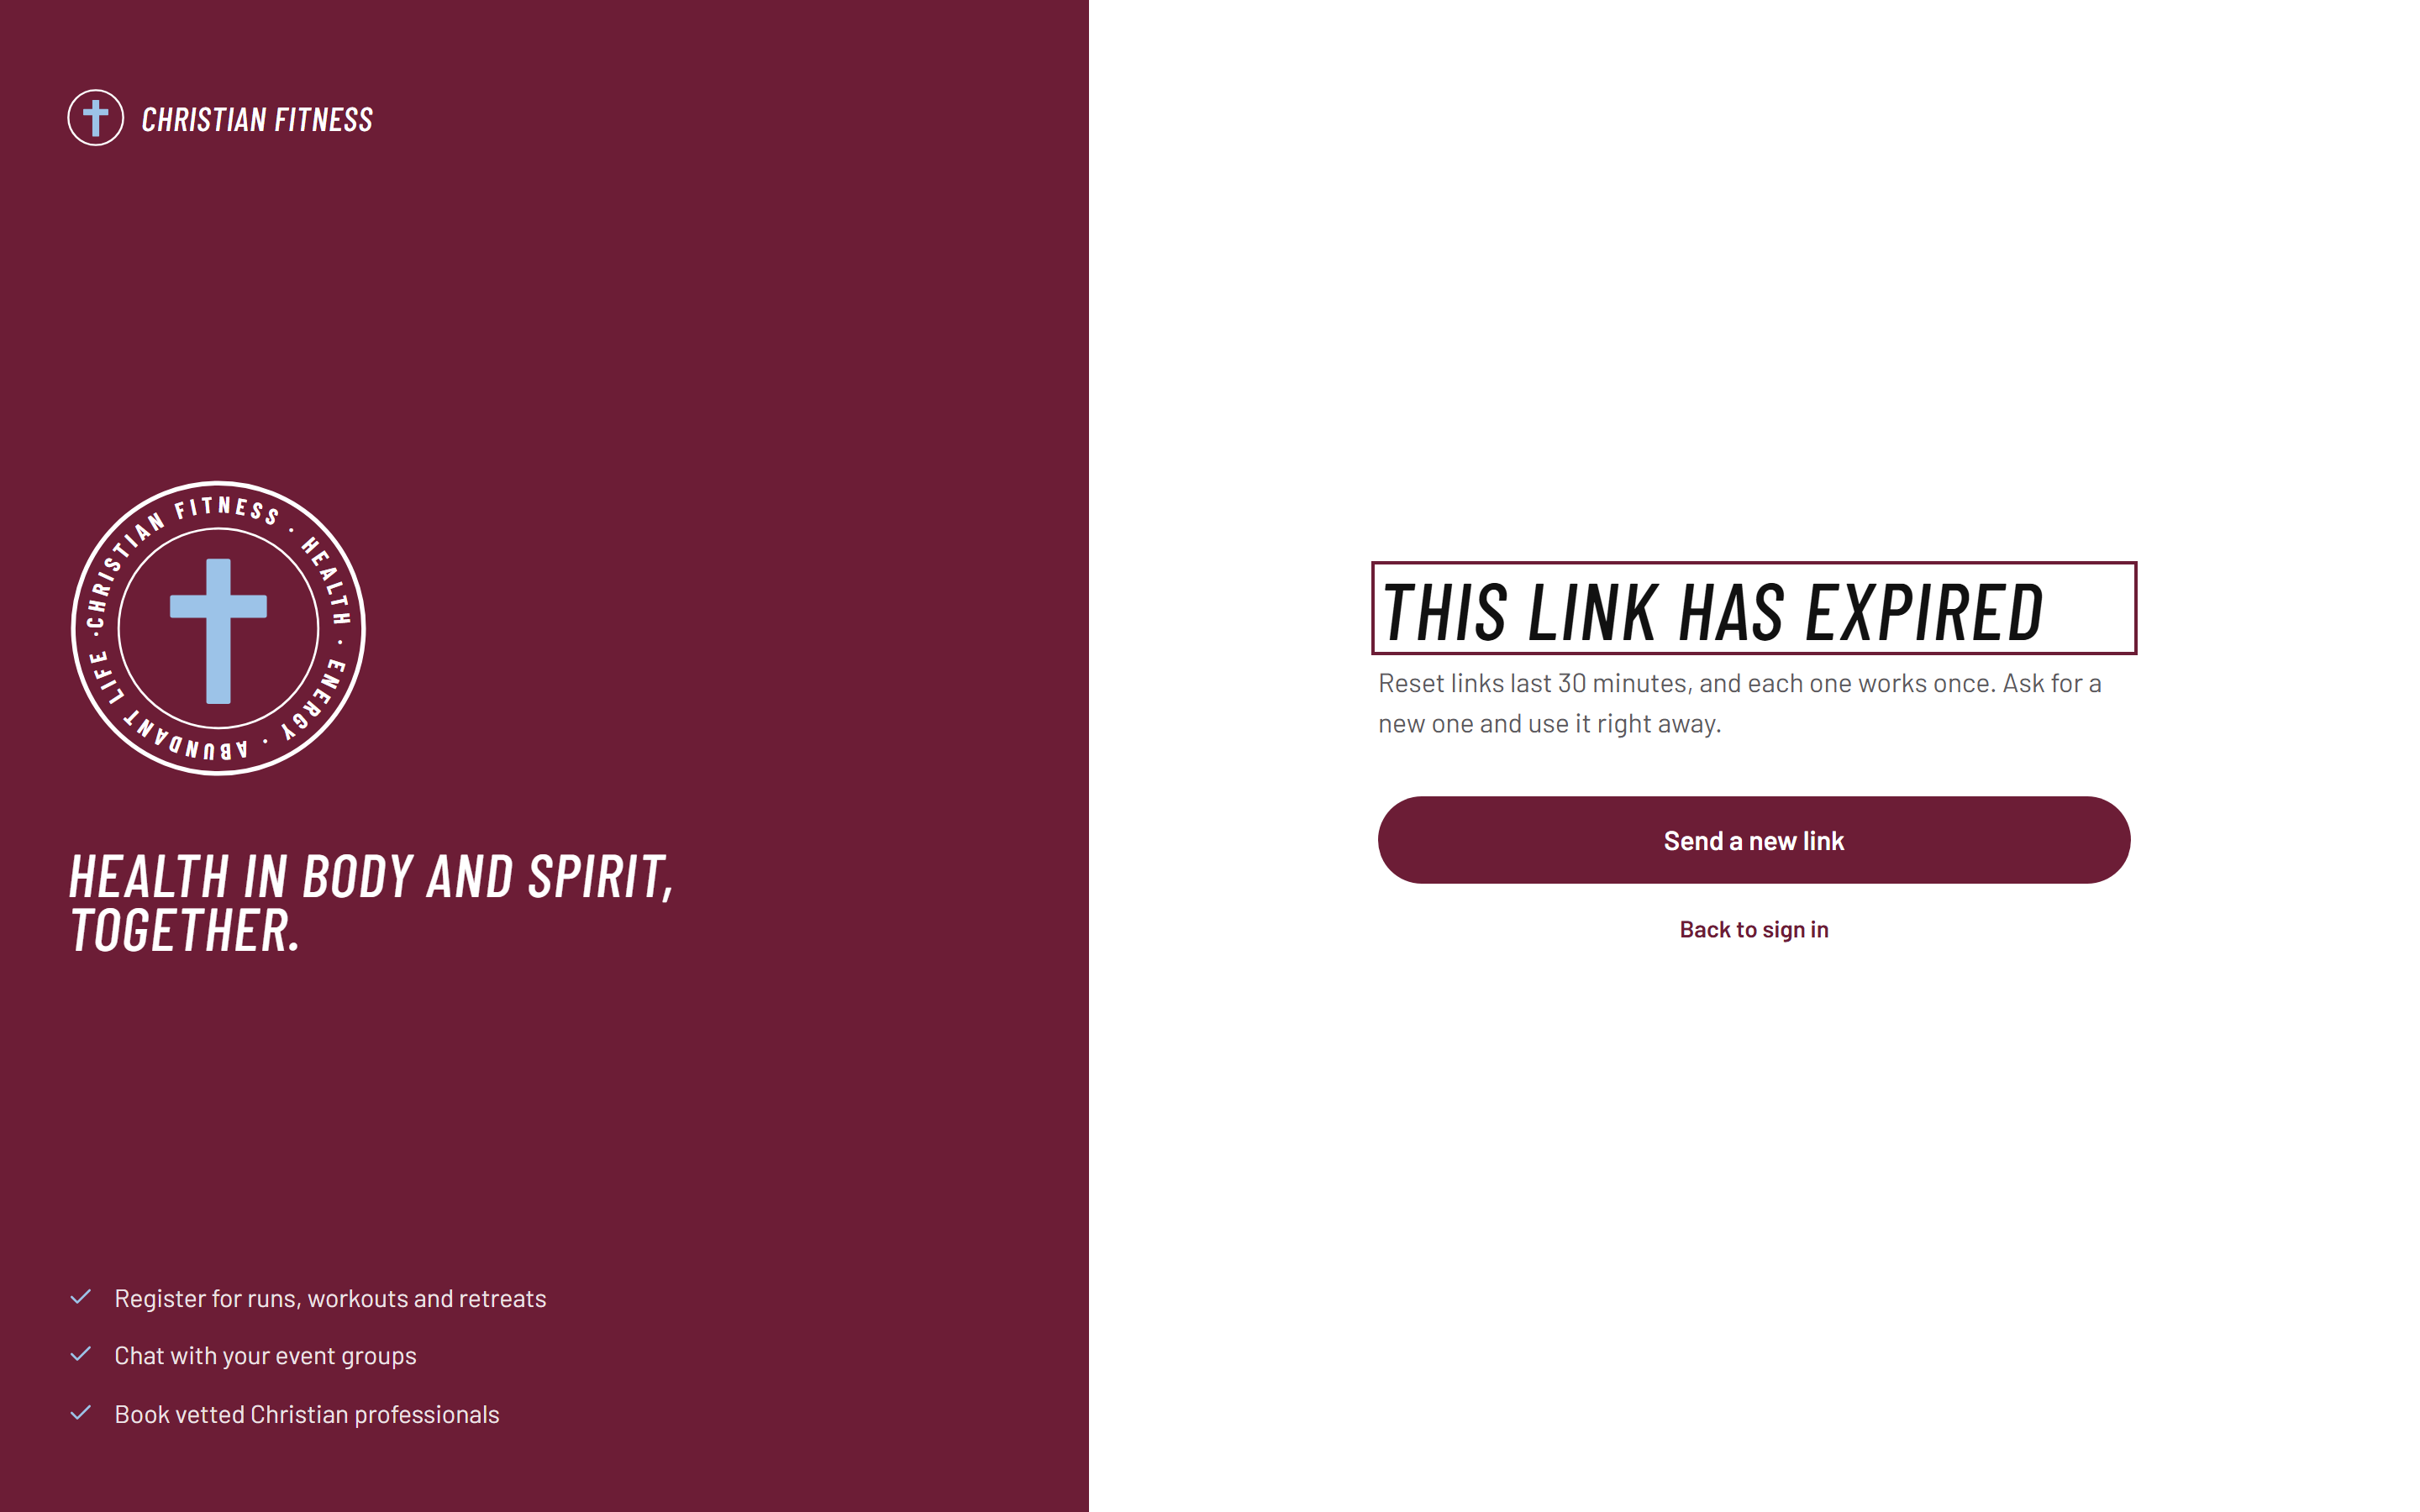 CHRISTIAN FITNESS
CHRISTIAN FITNESS · HEALTH · ENERGY · ABUNDANT LIFE ·
HEALTH IN BODY AND SPIRIT,
TOGETHER.
Register for runs, workouts and retreats
Chat with your event groups
Book vetted Christian professionals
THIS LINK HAS EXPIRED
Reset links last 30 minutes, and each one works once. Ask for a
new one and use it right away.
Send a new link
Back to sign in